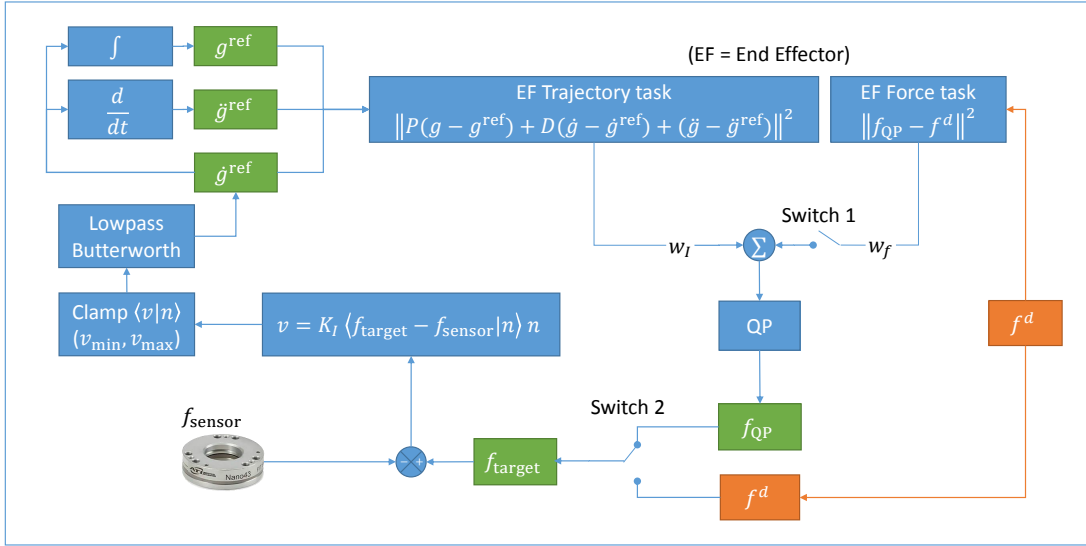 (EF = End Effector)
∫
g^ref
d/dt
g̈^ref
ġ^ref
EF Trajectory task
‖P(g − g^ref) + D(ġ − ġ^ref) + (g̈ − g̈^ref)‖²
EF Force task
‖f_QP − f^d‖²
Lowpass
Butterworth
Switch 1
w_I
Σ
w_f
Clamp ⟨v|n⟩
(v_min, v_max)
v = K_I ⟨f_target − f_sensor|n⟩ n
QP
f^d
Switch 2
f_sensor
f_QP
− +
f_target
f^d
Nano43